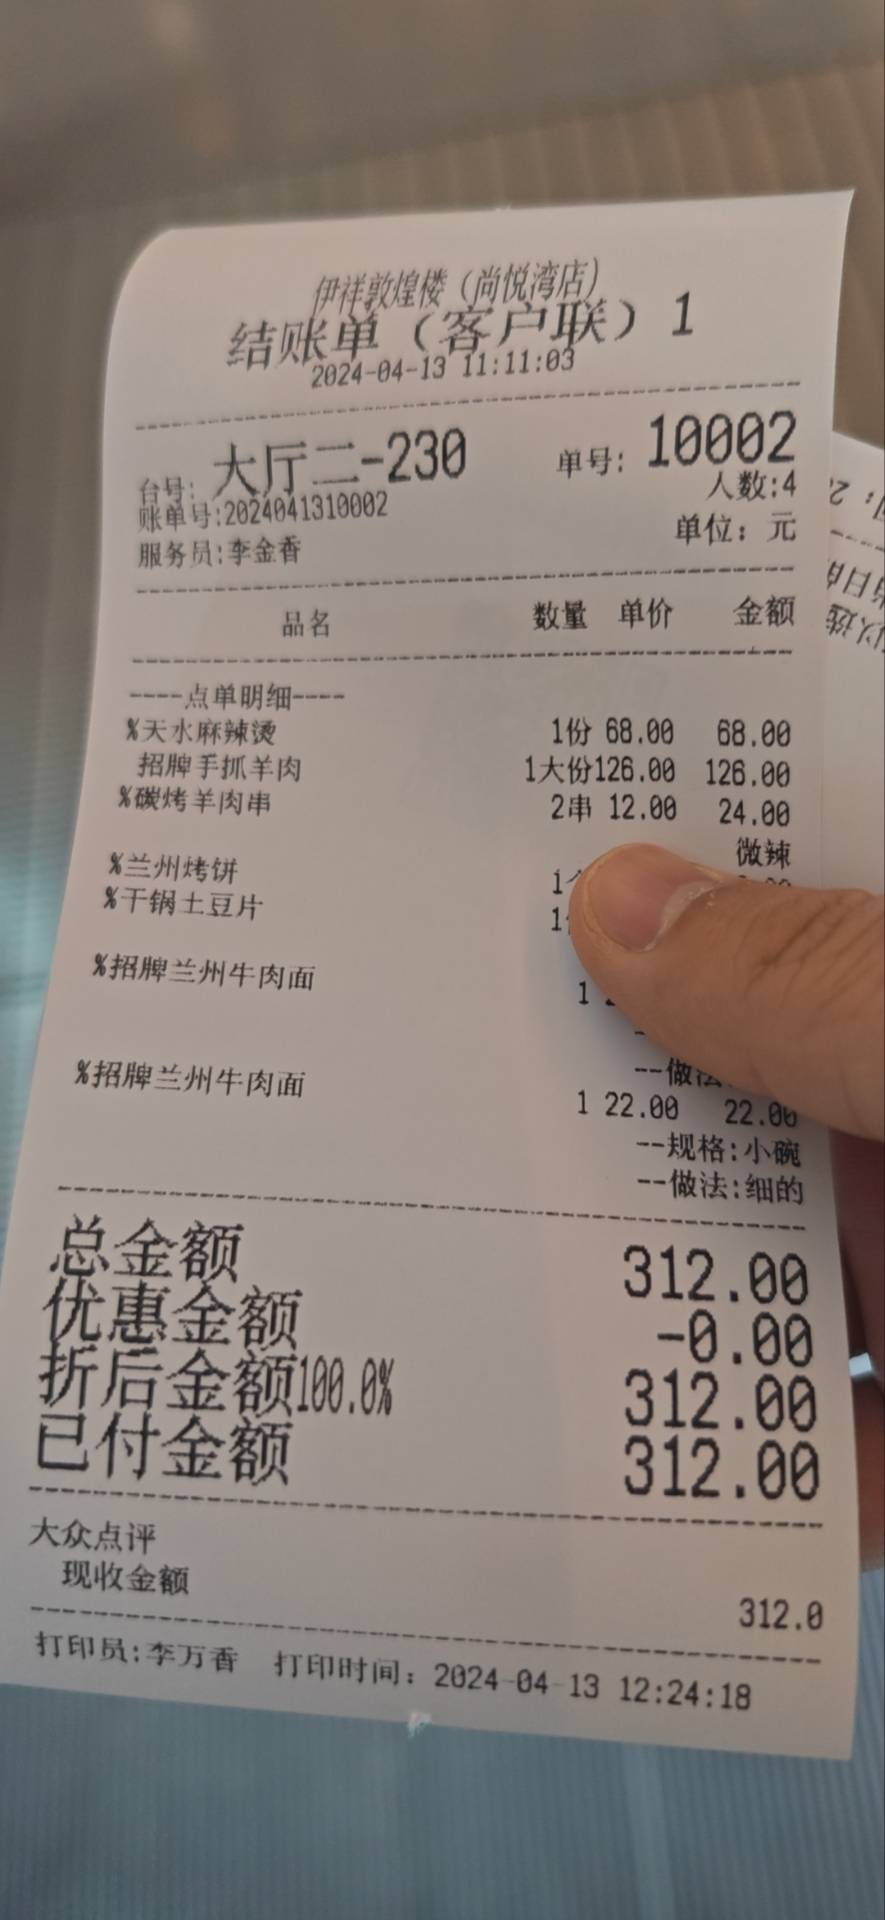 伊祥敦煌楼（尚悦湾店）
结账单（客户联）1
2024-04-13 11:11:03
台号: 大厅二-230 单号: 10002
人数:4
账单号:2024041310002
单位: 元
服务员:李金香
品名 数量 单价 金额
----点单明细----
%天水麻辣烫 1份 68.00 68.00
招牌手抓羊肉 1大份126.00 126.00
%碳烤羊肉串 2串 12.00 24.00
微辣
%兰州烤饼 1
%干锅土豆片 1
%招牌兰州牛肉面
1
--做法
%招牌兰州牛肉面
1 22.00 22.00
--规格:小碗
--做法:细的
总金额 312.00
优惠金额 -0.00
折后金额100.0% 312.00
已付金额 312.00
大众点评
现收金额 312.0
打印员:李万香 打印时间: 2024-04-13 12:24:18